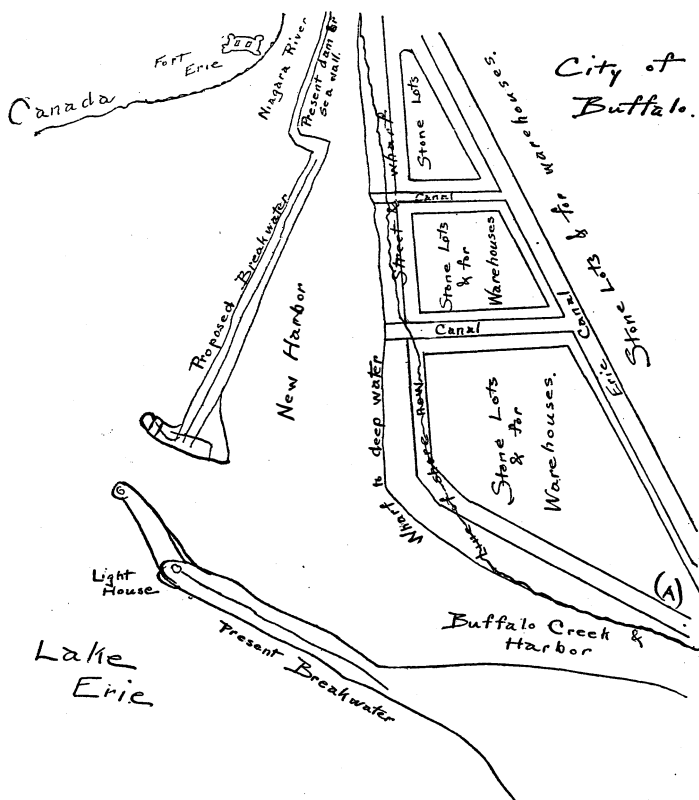 City of
Buffalo.
Fort
Erie
Canada
Niagara River
Present dam or
sea wall.
Street & wharf
Stone Lots
Stone Lots & for warehouses.
Canal
Proposed Breakwater
New Harbor
Stone Lots
& for
Warehouses
Canal
Erie Canal
Wharf to deep water
line of shore now
Stone Lots
& for
Warehouses.
(A)
Light
House
Buffalo Creek &
Harbor
Present Breakwater
Lake
Erie